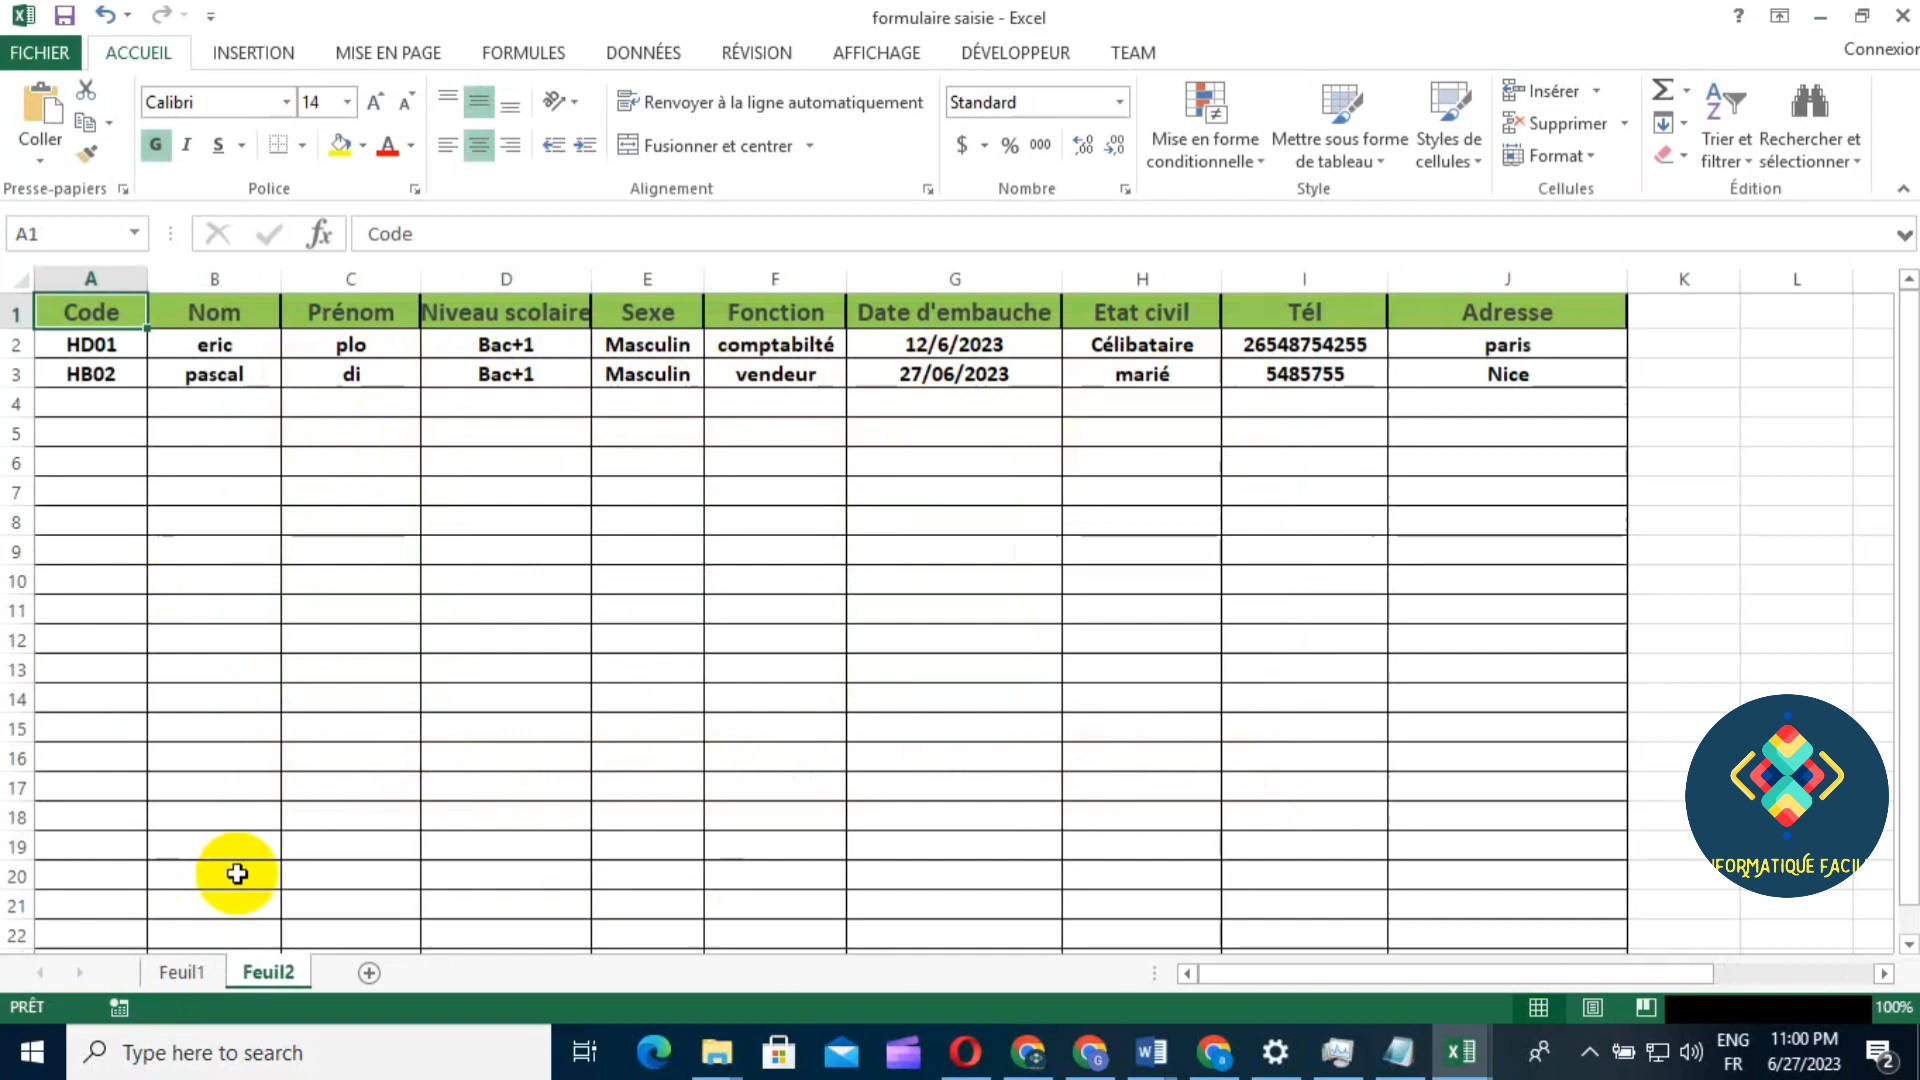 formulaire saisie - Excel
FICHIER ACCUEIL INSERTION MISE EN PAGE FORMULES DONNÉES RÉVISION AFFICHAGE DÉVELOPPEUR TEAM Connexion
Coller
Presse-papiers
Calibri 14
G I S A
Police
Renvoyer à la ligne automatiquement
Fusionner et centrer
Alignement
Standard
$ % 000
Nombre
Mise en forme conditionnelle
Mettre sous forme de tableau
Styles de cellules
Style
Insérer
Supprimer
Format
Cellules
Trier et filtrer
Rechercher et sélectionner
Édition
A1 fx Code
A B C D E F G H I J K L
1 Code Nom Prénom Niveau scolaire Sexe Fonction Date d'embauche Etat civil Tél Adresse
2 HD01 eric plo Bac+1 Masculin comptabilté 12/6/2023 Célibataire 26548754255 paris
3 HB02 pascal di Bac+1 Masculin vendeur 27/06/2023 marié 5485755 Nice
4
5
6
7
8
9
10
11
12
13
14
15
16
17
18
19
20
21
22
NFORMATIQUE FACIL
Feuil1 Feuil2
PRÊT 100%
Type here to search
ENG
FR
11:00 PM
6/27/2023
2